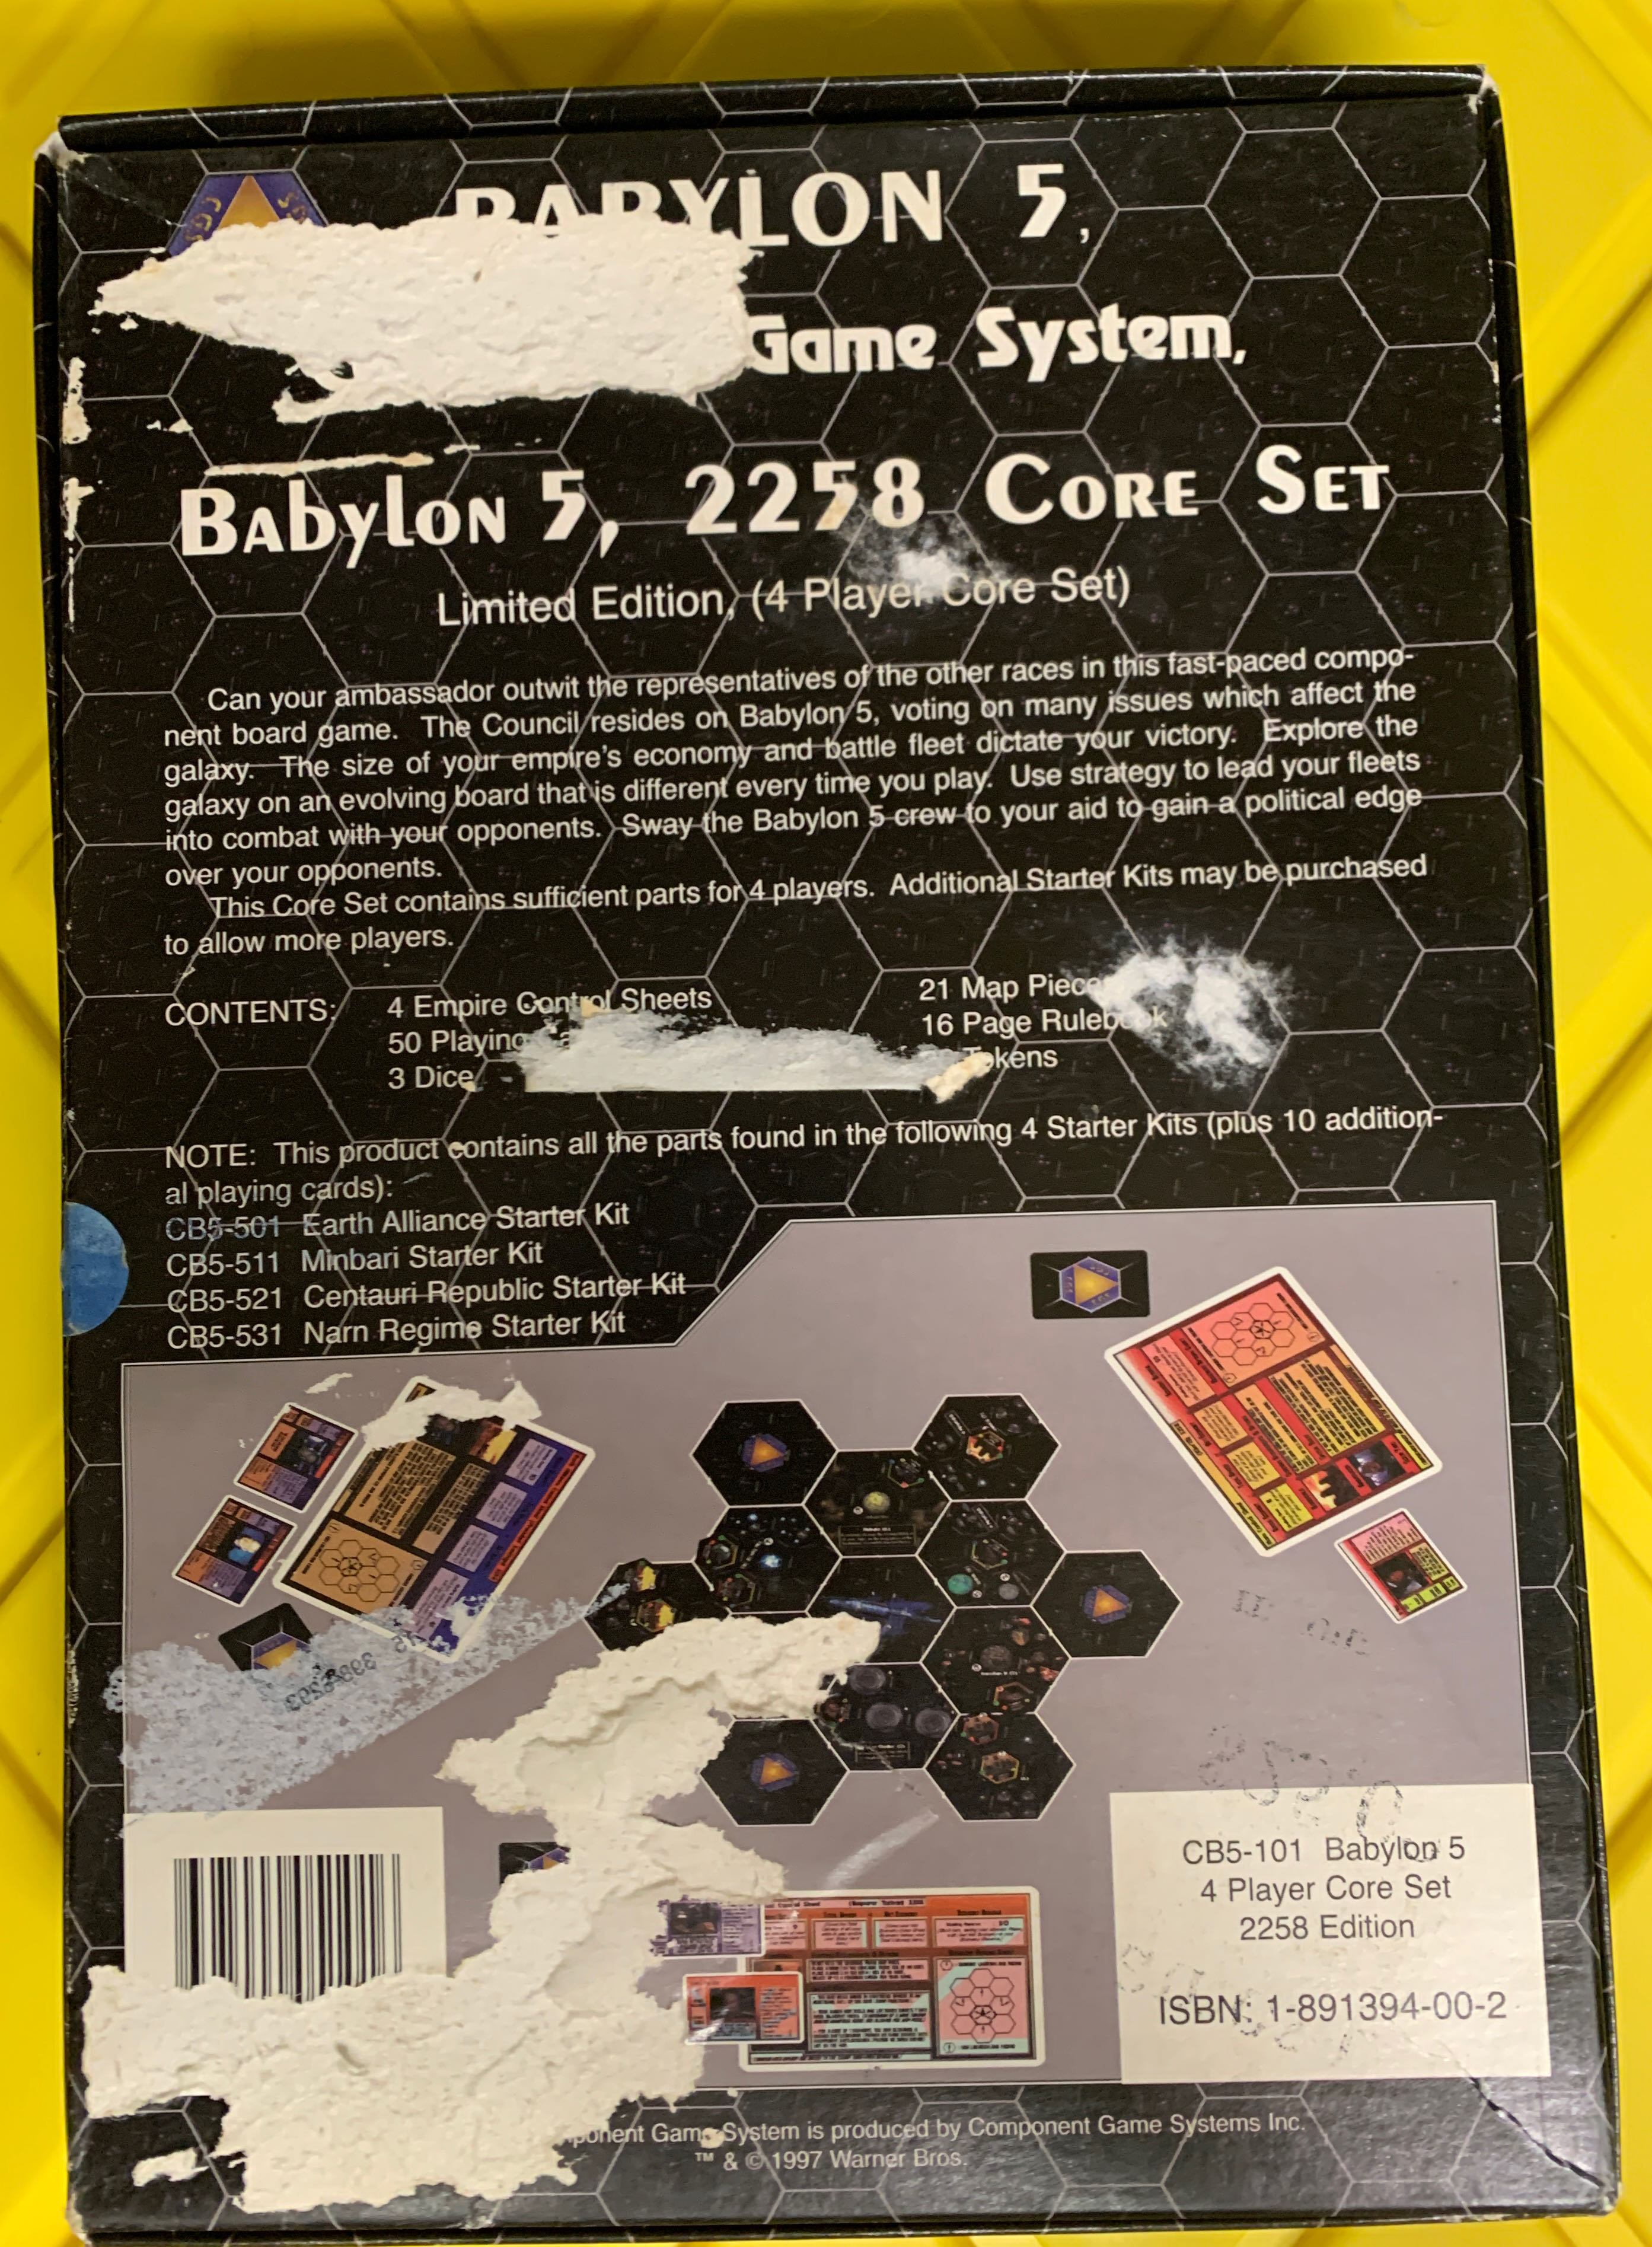 BABYLON 5,
Game System,
Babylon 5, 2258 Core Set
Limited Edition, (4 Player Core Set)
Can your ambassador outwit the representatives of the other races in this fast-paced compo-
nent board game. The Council resides on Babylon 5, voting on many issues which affect the
galaxy. The size of your empire's economy and battle fleet dictate your victory. Explore the
galaxy on an evolving board that is different every time you play. Use strategy to lead your fleets
into combat with your opponents. Sway the Babylon 5 crew to your aid to gain a political edge
over your opponents.
This Core Set contains sufficient parts for 4 players. Additional Starter Kits may be purchased
to allow more players.
CONTENTS:
4 Empire Control Sheets
50 Playing
3 Dice
21 Map Pieces
16 Page Rulebook
Tokens
NOTE: This product contains all the parts found in the following 4 Starter Kits (plus 10 addition-
al playing cards):
CB5-501 Earth Alliance Starter Kit
CB5-511 Minbari Starter Kit
CB5-521 Centauri Republic Starter Kit
CB5-531 Narn Regime Starter Kit
CB5-101 Babylon 5
4 Player Core Set
2258 Edition
ISBN: 1-891394-00-2
Game System is produced by Component Game Systems Inc.
™ & © 1997 Warner Bros.